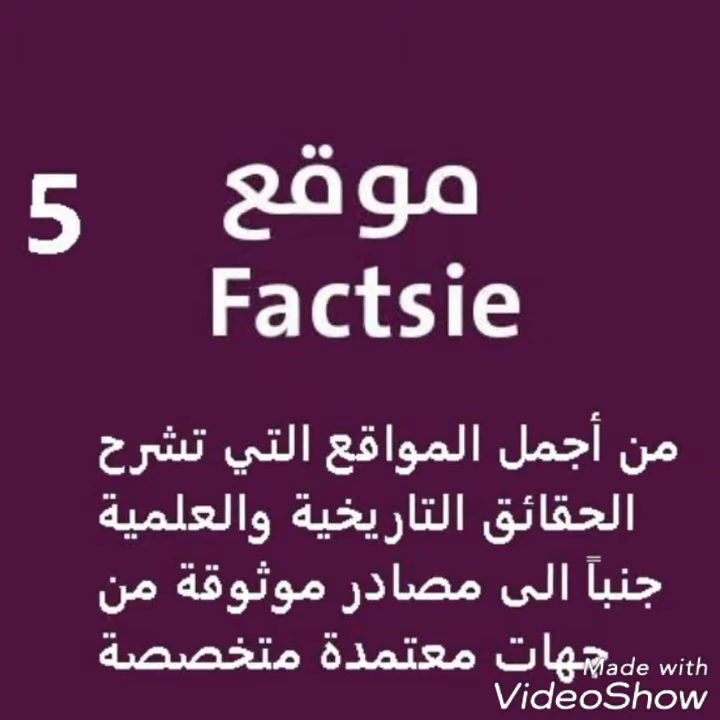 5
موقع
Factsie
من أجمل المواقع التي تشرح
الحقائق التاريخية والعلمية
جنباً الى مصادر موثوقة من
جهات معتمدة متخصصة
Made with
VideoShow